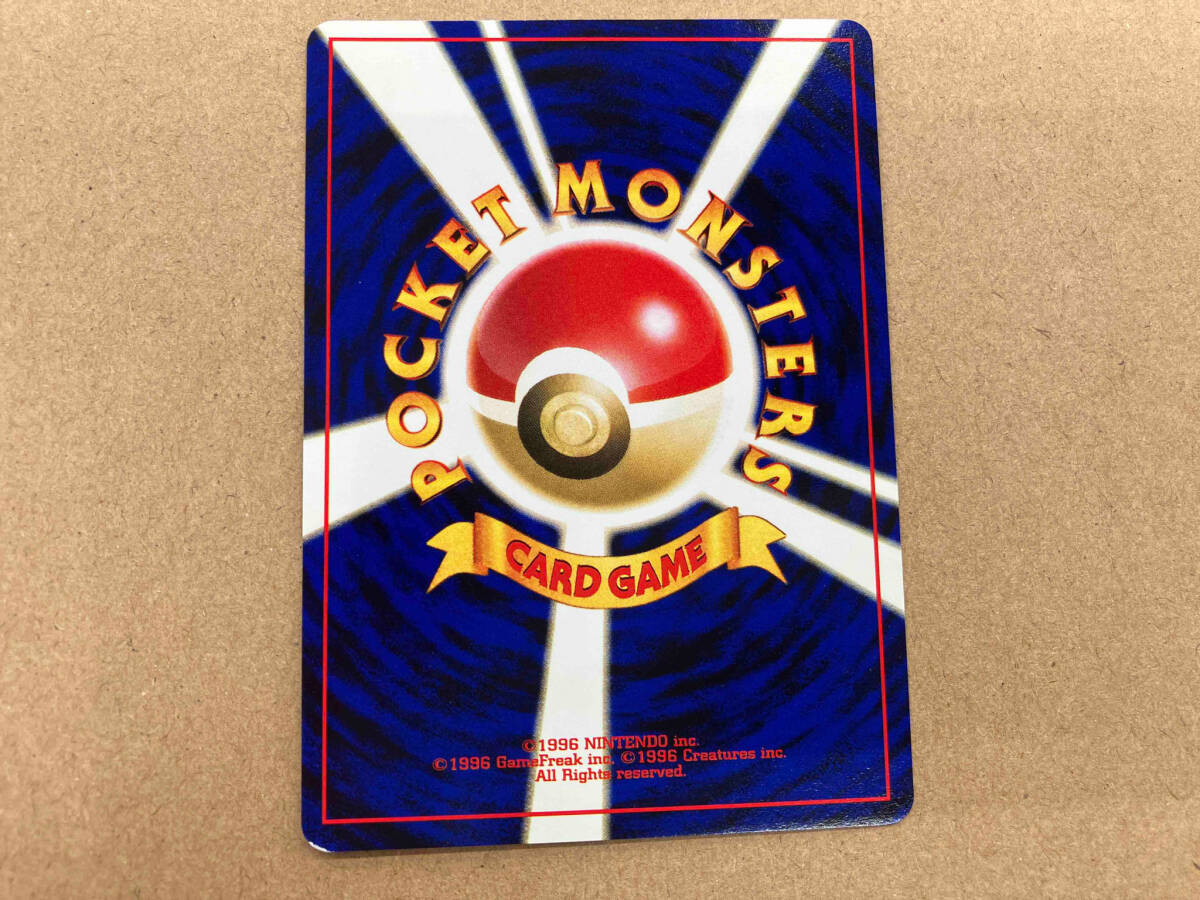 POCKET MONSTERS
CARD GAME
©1996 NINTENDO inc.
©1996 GameFreak inc. ©1996 Creatures inc.
All Rights reserved.